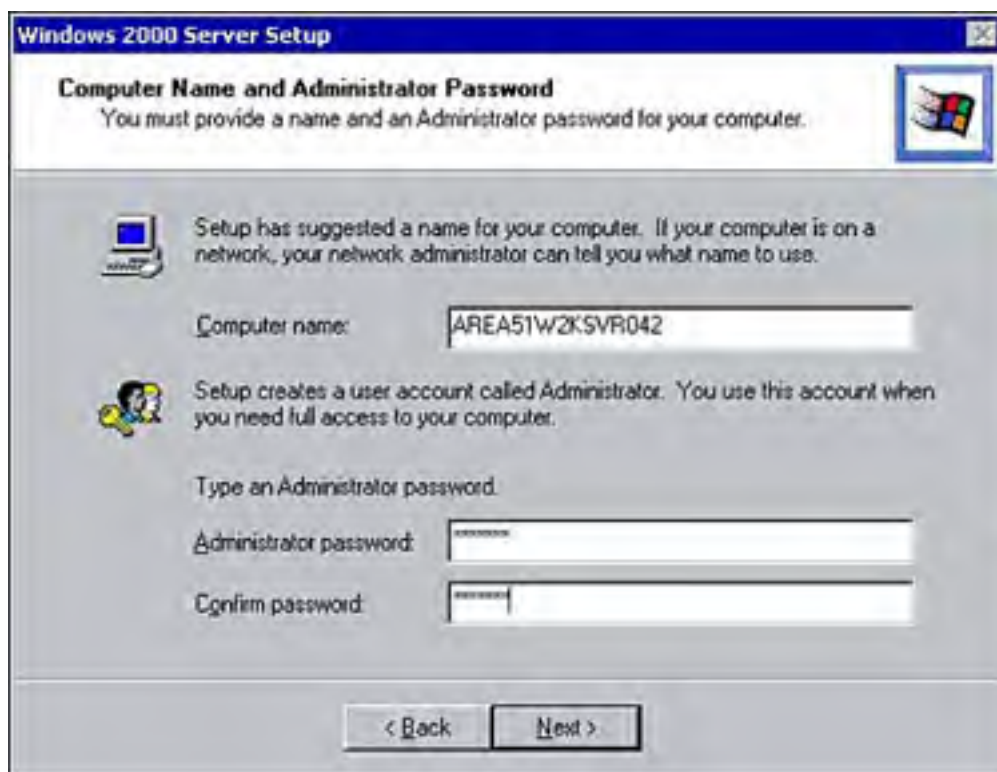 Windows 2000 Server Setup
Computer Name and Administrator Password
You must provide a name and an Administrator password for your computer.
Setup has suggested a name for your computer. If your computer is on a
network, your network administrator can tell you what name to use.
Computer name:
AREA51W2KSVR042
Setup creates a user account called Administrator. You use this account when
you need full access to your computer.
Type an Administrator password.
Administrator password:
Confirm password:
< Back
Next >